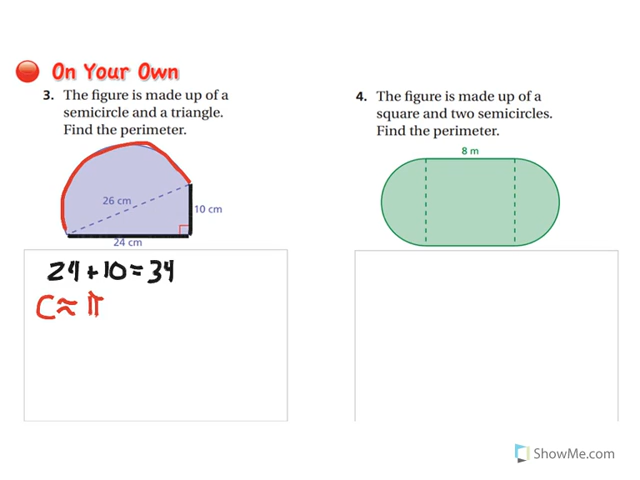 On Your Own
3. The figure is made up of a
semicircle and a triangle.
Find the perimeter.
26 cm
10 cm
24 cm
24 + 10 = 34
C ≈ π
4. The figure is made up of a
square and two semicircles.
Find the perimeter.
8 m
ShowMe.com